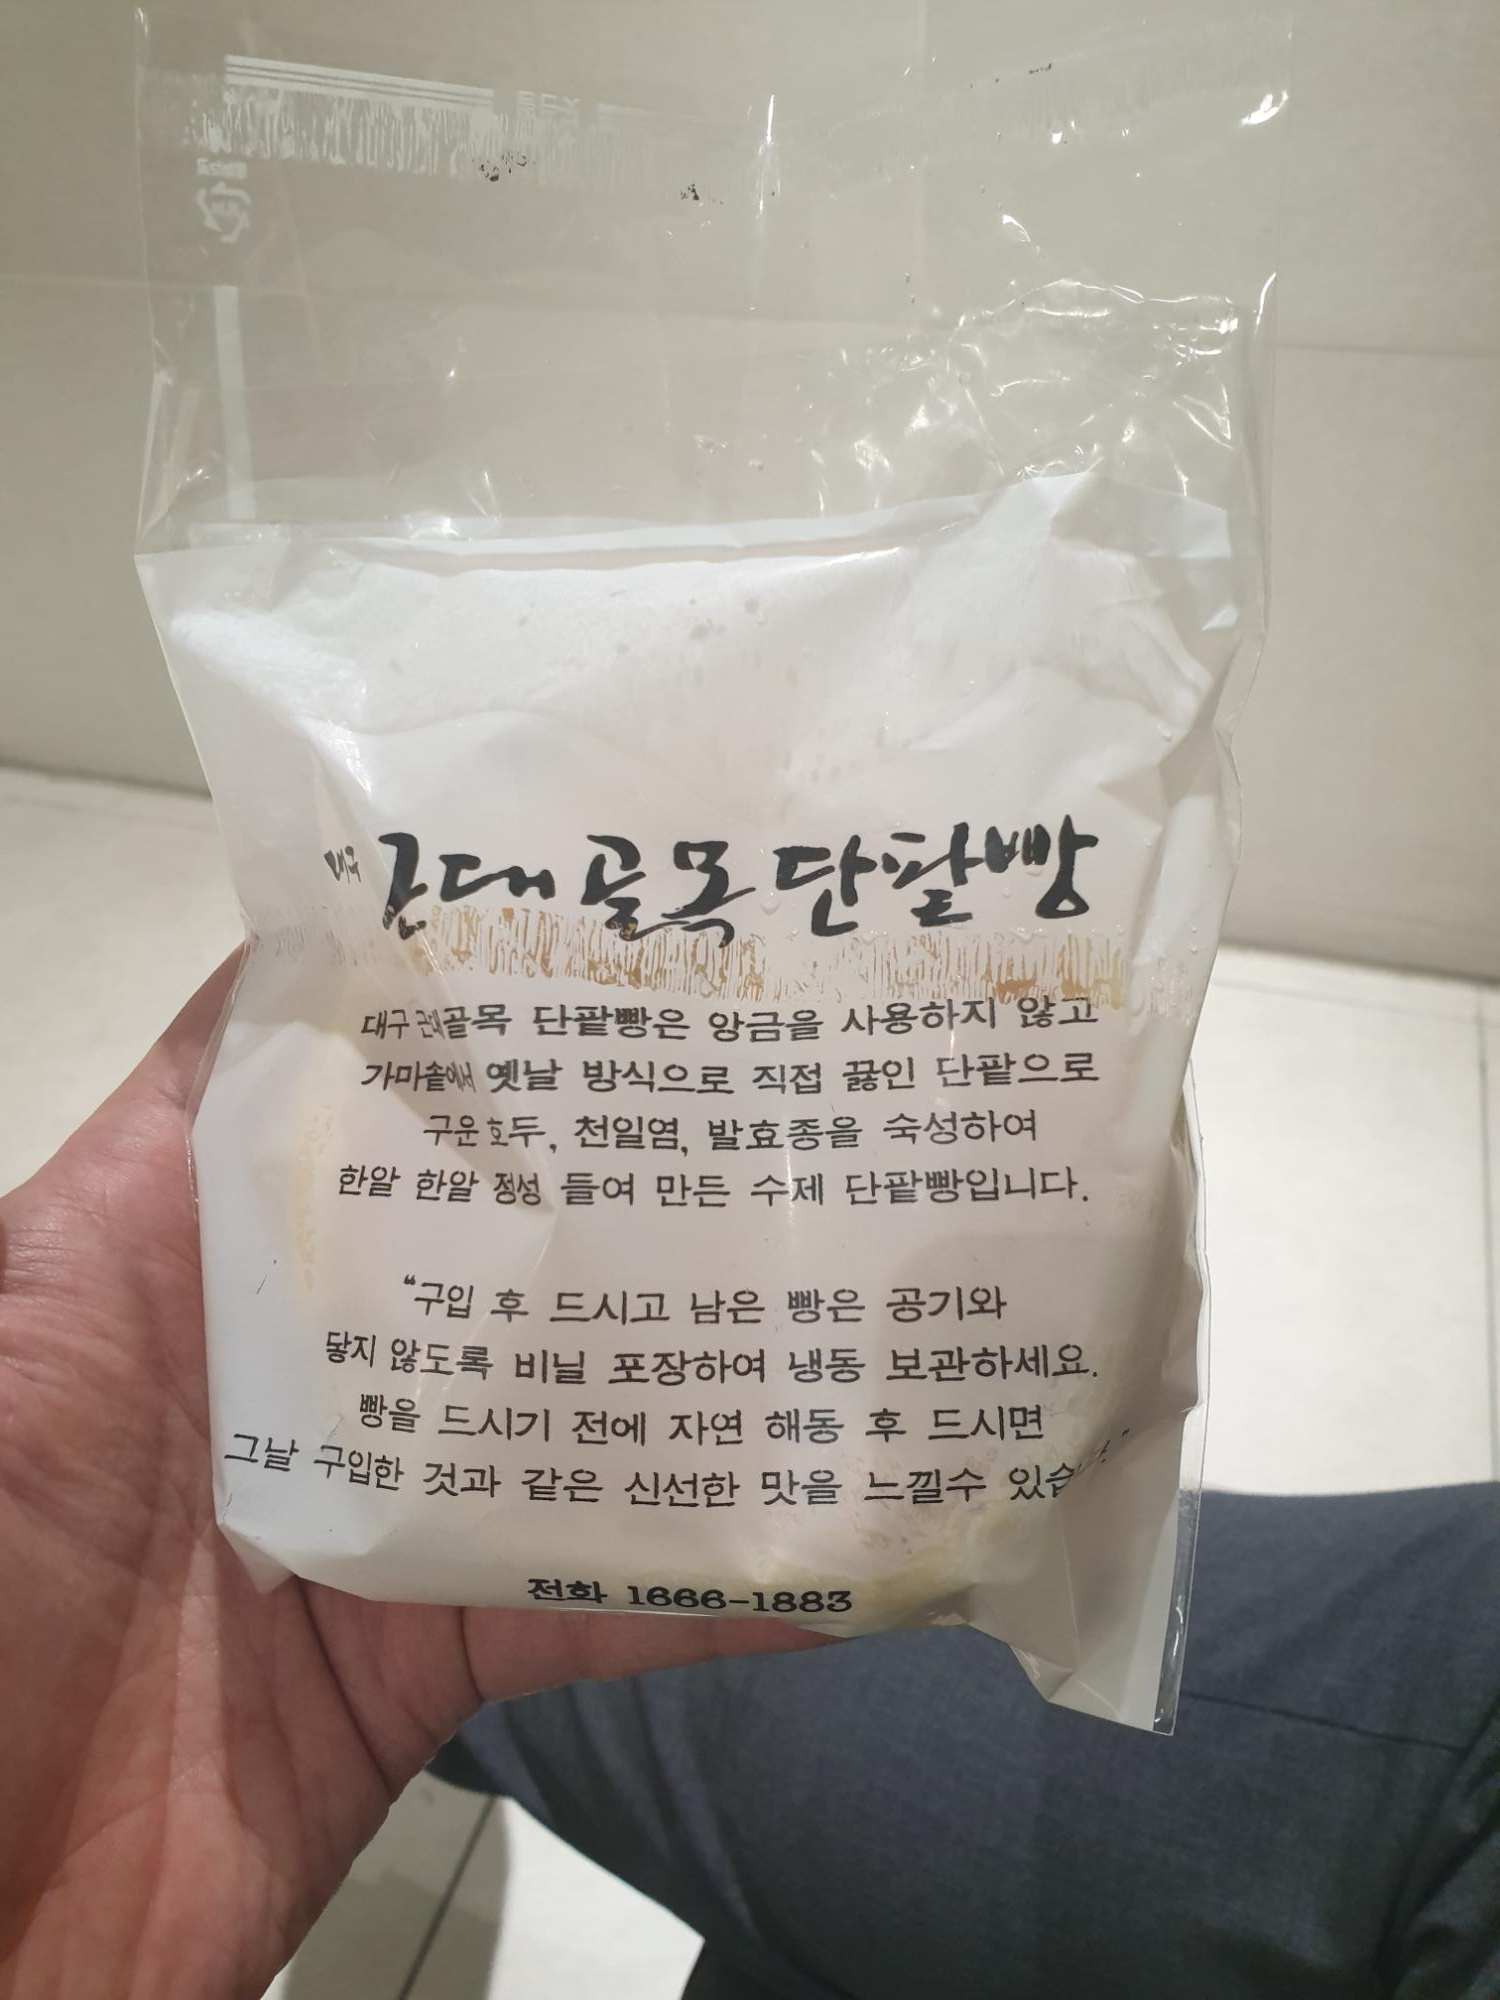 대구 근대골목단팥빵
대구 근대골목 단팥빵은 앙금을 사용하지 않고
가마솥에서 옛날 방식으로 직접 끓인 단팥으로
구운 호두, 천일염, 발효종을 숙성하여
한알 한알 정성 들여 만든 수제 단팥빵입니다.
“구입 후 드시고 남은 빵은 공기와
닿지 않도록 비닐 포장하여 냉동 보관하세요.
빵을 드시기 전에 자연 해동 후 드시면
그날 구입한 것과 같은 신선한 맛을 느낄수
전화 1666-1883